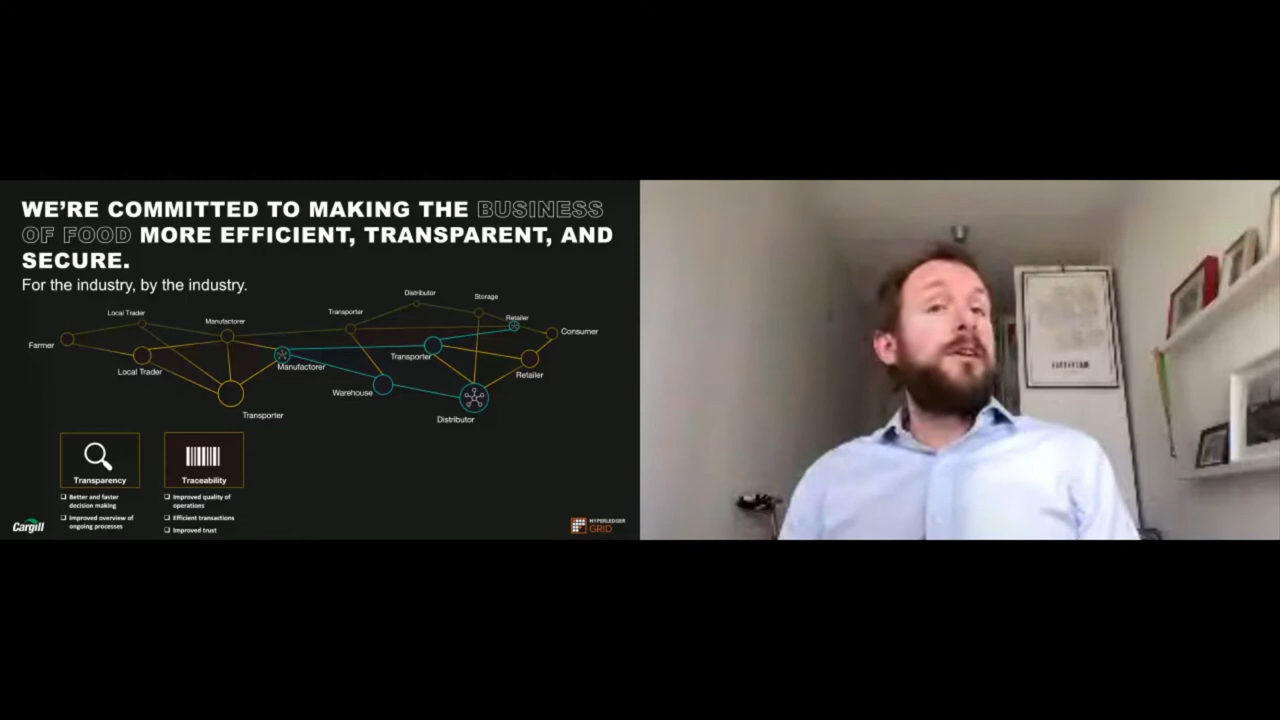 WE'RE COMMITTED TO MAKING THE BUSINESS
OF FOOD MORE EFFICIENT, TRANSPARENT, AND
SECURE.
For the industry, by the industry.
Distributor
Storage
Local Trader
Transporter
Manufactorer
Retailer
Consumer
Farmer
Transporter
Manufactorer
Local Trader
Retailer
Warehouse
Transporter
Distributor
Transparency
Traceability
Better and faster
decision making
Improved overview of
ongoing processes
Improved quality of
operations
Efficient transactions
Improved trust
Cargill
HYPERLEDGER
GRID